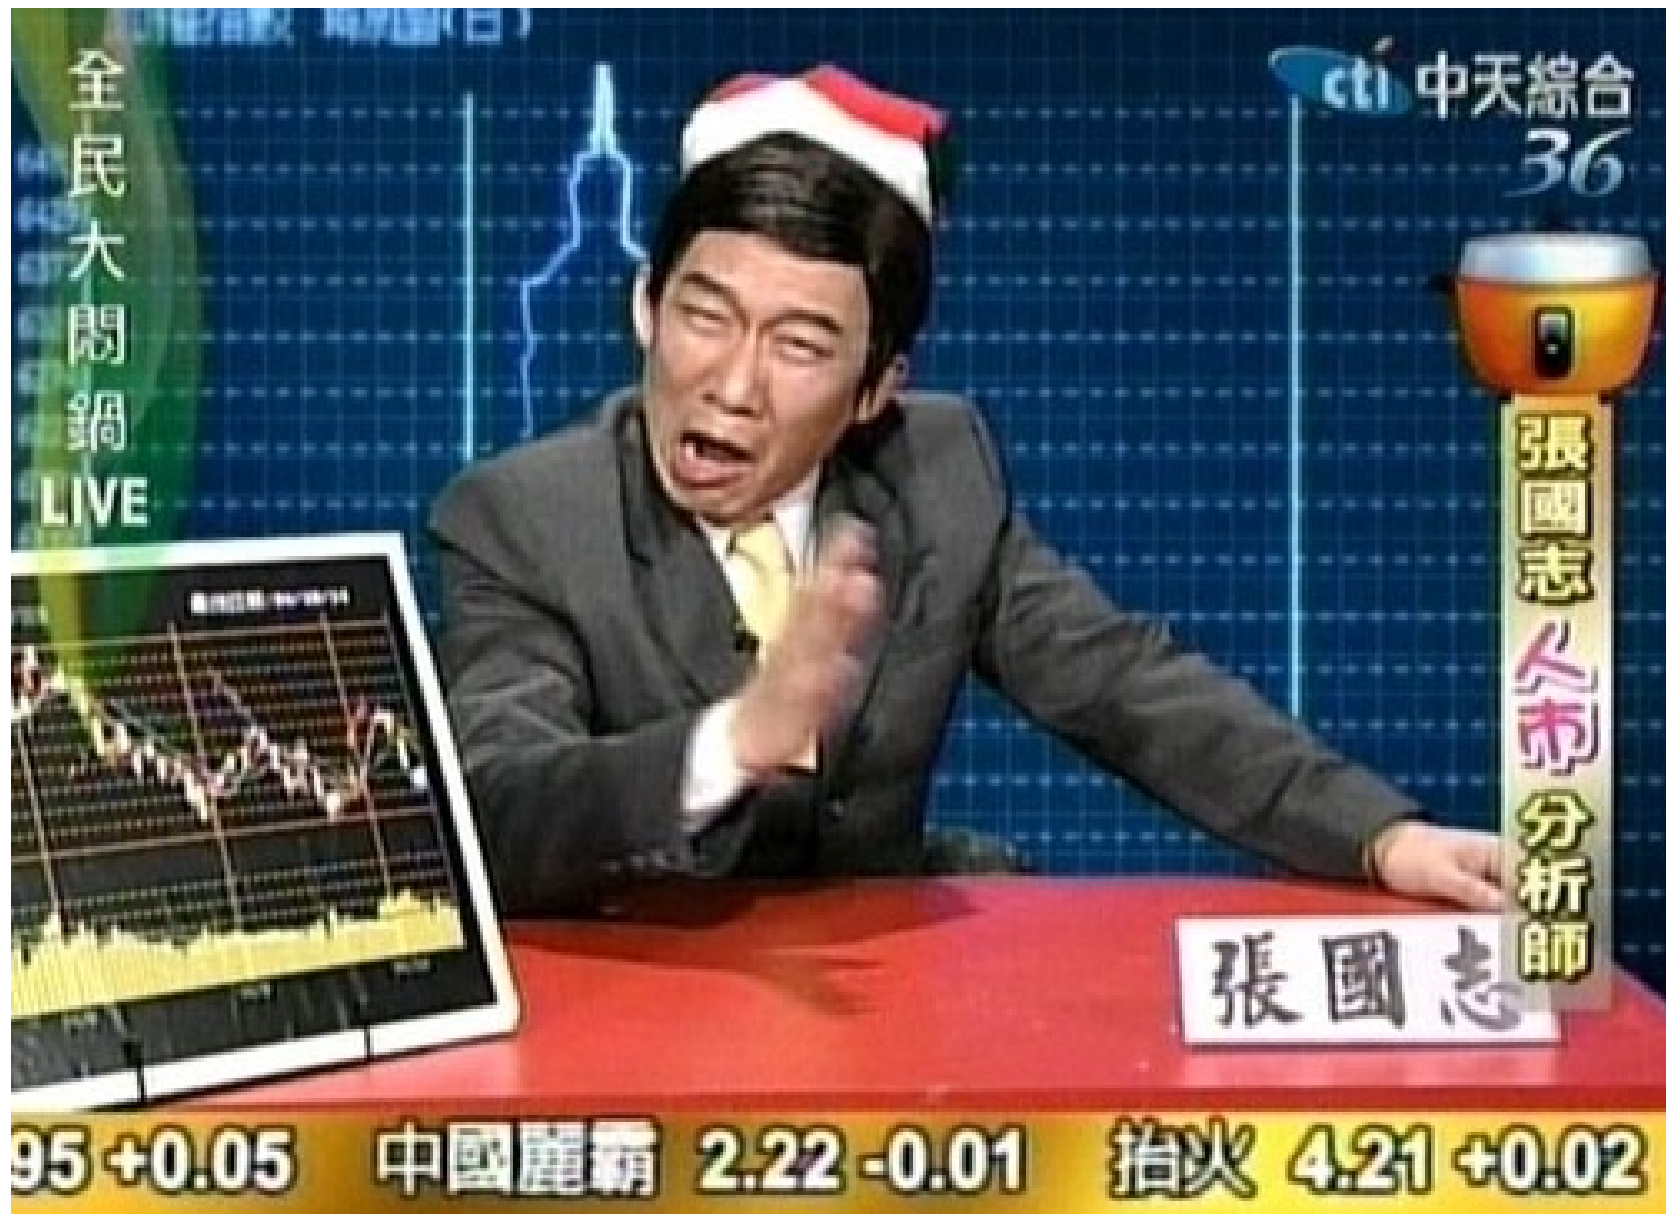 全民大悶鍋
LIVE
cti 中天綜合
36
張國志 人市 分析師
張國志
95 +0.05 中國麗霸 2.22 -0.01 抬火 4.21 +0.02